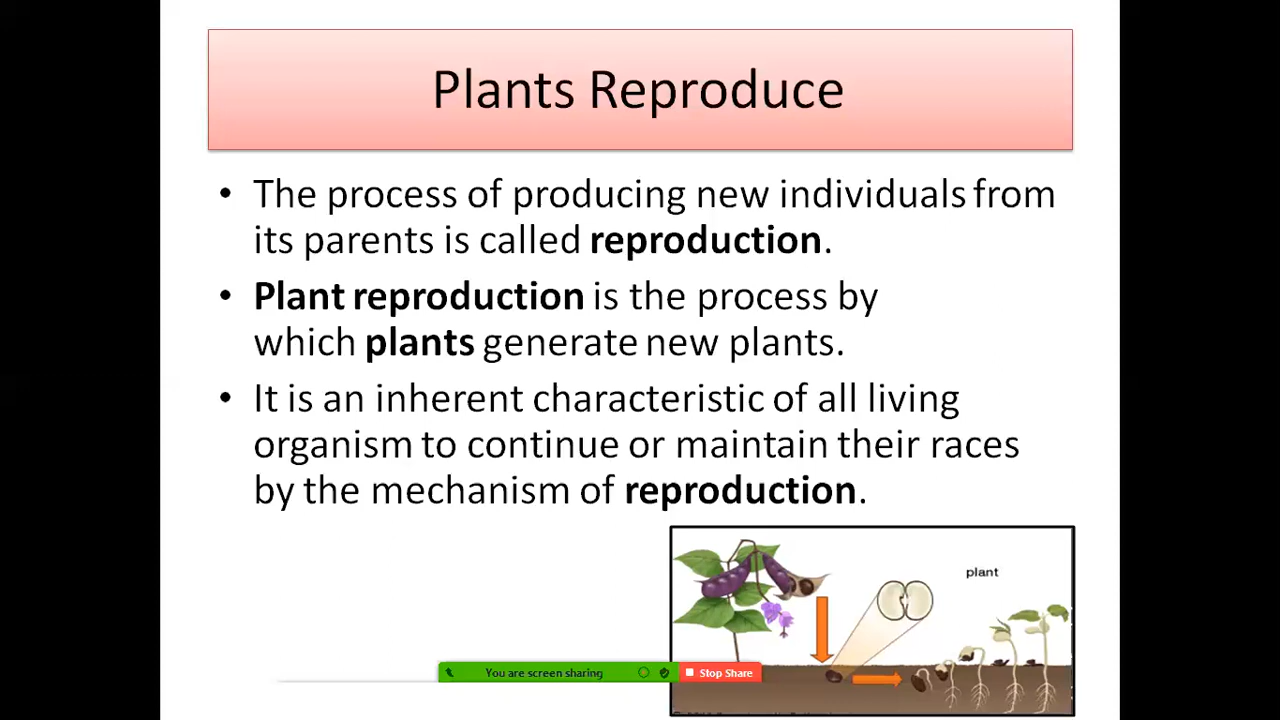 Plants Reproduce
• The process of producing new individuals from
its parents is called reproduction.
• Plant reproduction is the process by
which plants generate new plants.
• It is an inherent characteristic of all living
organism to continue or maintain their races
by the mechanism of reproduction.
plant
You are screen sharing
Stop Share